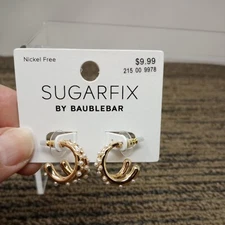 Nickel Free
$9.99
215 00 9978
SUGARFIX
BY BAUBLEBAR